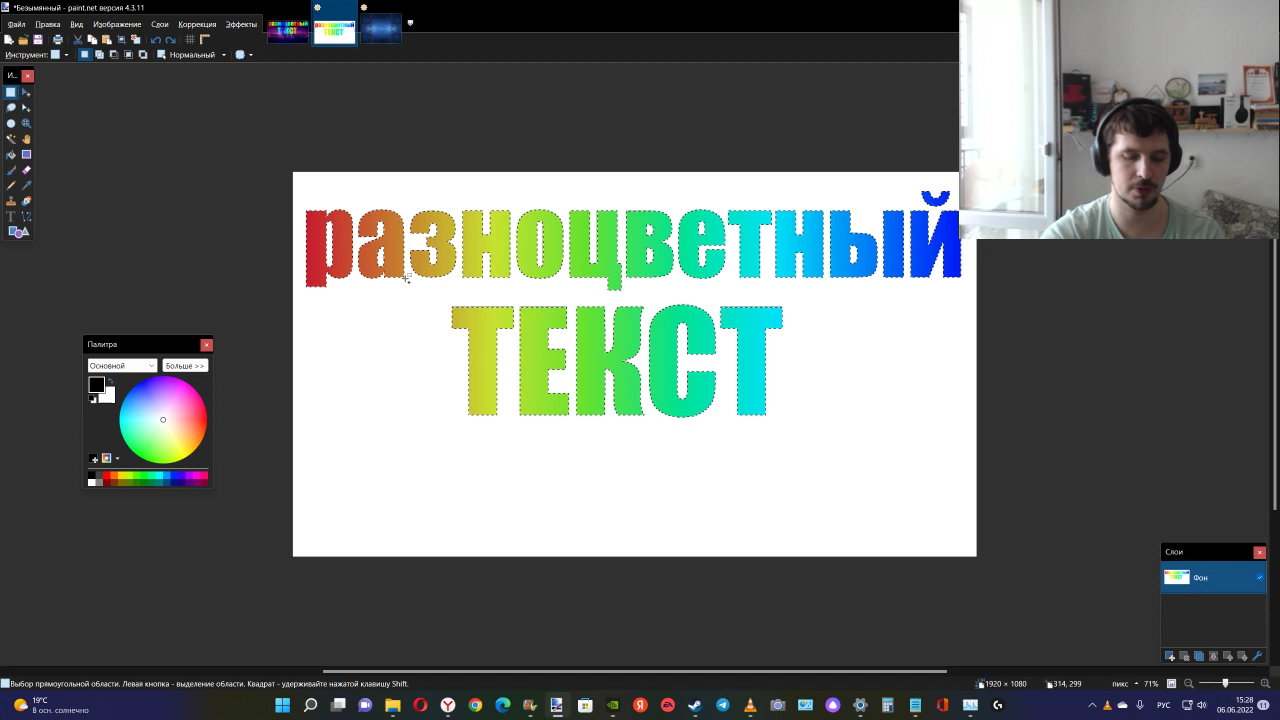 *Безымянный - paint.net версия 4.3.11
Файл Правка Вид Изображение Слои Коррекция Эффекты
Инструмент: Нормальный
И...
разноцветный
ТЕКСТ
Палитра
Основной
Больше >>
Слои
Фон
Выбор прямоугольной области. Левая кнопка - выделение области. Квадрат - удерживайте нажатой клавишу Shift.
1920 × 1080
314, 299
пикс
71%
19°C
В осн. солнечно
РУС
15:28
06.06.2022